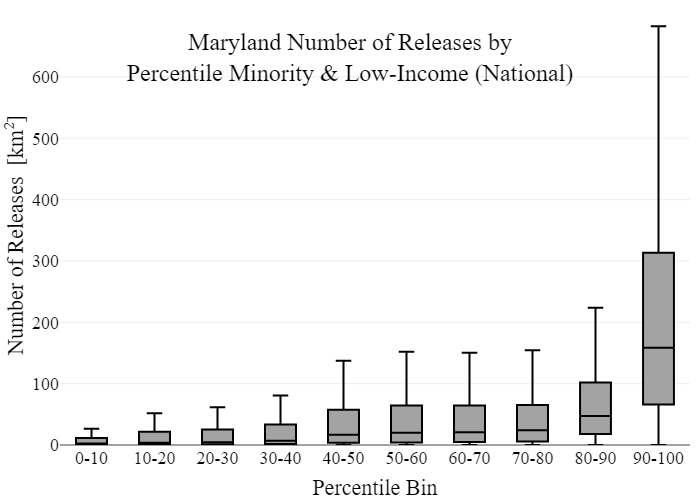 Maryland Number of Releases by
Percentile Minority & Low-Income (National)
Number of Releases [km²]
600
500
400
300
200
100
0
0-10 10-20 20-30 30-40 40-50 50-60 60-70 70-80 80-90 90-100
Percentile Bin